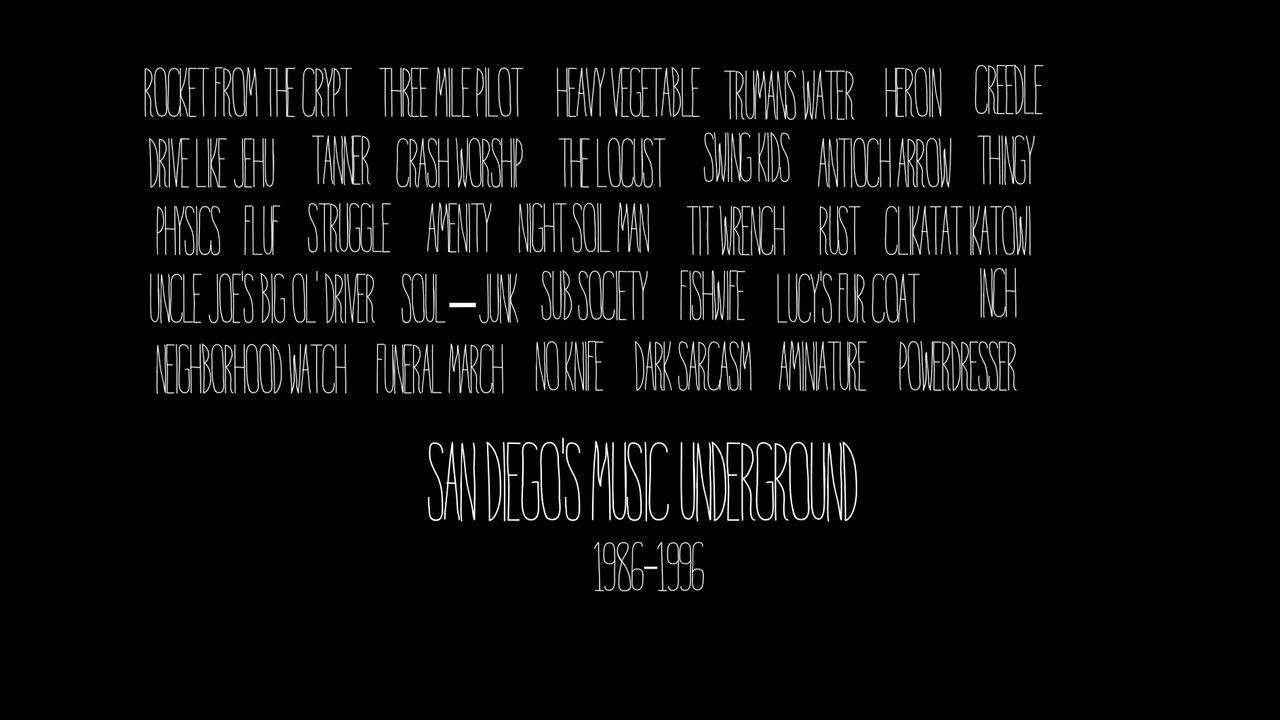 ROCKET FROM THE CRYPT THREE MILE PILOT HEAVY VEGETABLE TRUMANS WATER HEROIN CREEDLE
DRIVE LIKE JEHU TANNER CRASH WORSHIP THE LOCUST SWING KIDS ANTIOCH ARROW THINGY
PHYSICS FLUF STRUGGLE AMENITY NIGHT SOIL MAN TIT WRENCH RUST CLIKATAT IKATOWI
UNCLE JOE'S BIG OL' DRIVER SOUL—JUNK SUB SOCIETY FISHWIFE LUCY'S FUR COAT INCH
NEIGHBORHOOD WATCH FUNERAL MARCH NO KNIFE DARK SARCASM AMINIATURE POWERDRESSER
SAN DIEGO'S MUSIC UNDERGROUND
1986-1996